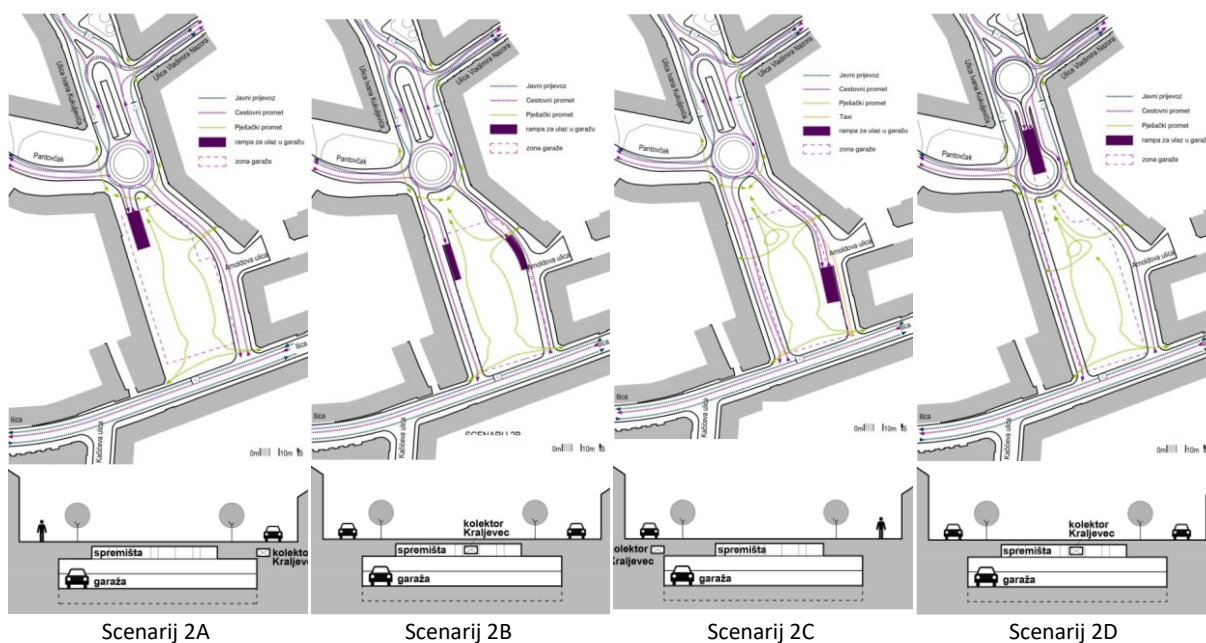 Ulica Ivana Kukuljevića
Ulica Vladimira Nazora
Javni prijevoz
Cestovni promet
Pješački promet
rampa za ulaz u garažu
zona garaže
Pantovčak
Arnoldova ulica
Ilica
Ilica
Kačićeva ulica
0m 10m
kolektor
Kraljevec
spremišta
garaža
Scenarij 2A
Ulica Ivana Kukuljevića
Ulica Vladimira Nazora
Javni prijevoz
Cestovni promet
Pješački promet
rampa za ulaz u garažu
zona garaže
Pantovčak
Arnoldova ulica
Ilica
Ilica
Kačićeva ulica
SCENARIJ 2B
0m 10m
kolektor
Kraljevec
spremišta
garaža
Scenarij 2B
Ulica Ivana Kukuljevića
Ulica Vladimira Nazora
Javni prijevoz
Cestovni promet
Pješački promet
Taxi
rampa za ulaz u garažu
zona garaže
Pantovčak
Arnoldova ulica
Ilica
Ilica
Kačićeva ulica
0m 10m
kolektor
Kraljevec
spremišta
garaža
Scenarij 2C
Ulica Ivana Kukuljevića
Ulica Vladimira Nazora
Javni prijevoz
Cestovni promet
Pješački promet
rampa za ulaz u garažu
zona garaže
Pantovčak
Arnoldova ulica
Ilica
Ilica
Kačićeva ulica
0m 10m
kolektor
Kraljevec
spremišta
garaža
Scenarij 2D